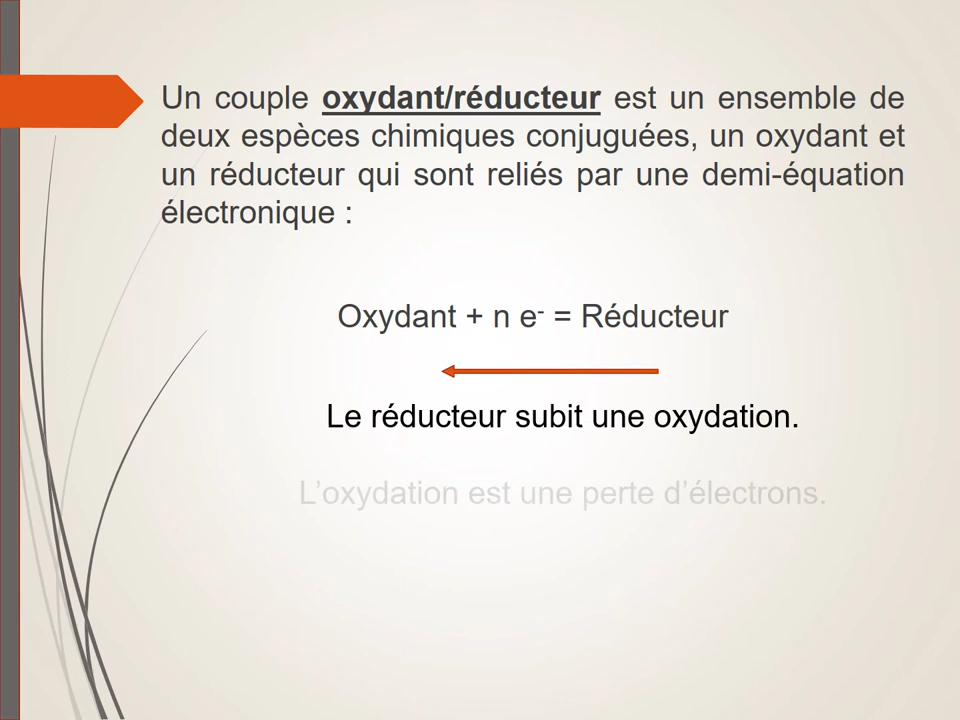 Un couple oxydant/réducteur est un ensemble de
deux espèces chimiques conjuguées, un oxydant et
un réducteur qui sont reliés par une demi-équation
électronique :
Oxydant + n e⁻ = Réducteur
Le réducteur subit une oxydation.
L’oxydation est une perte d’électrons.